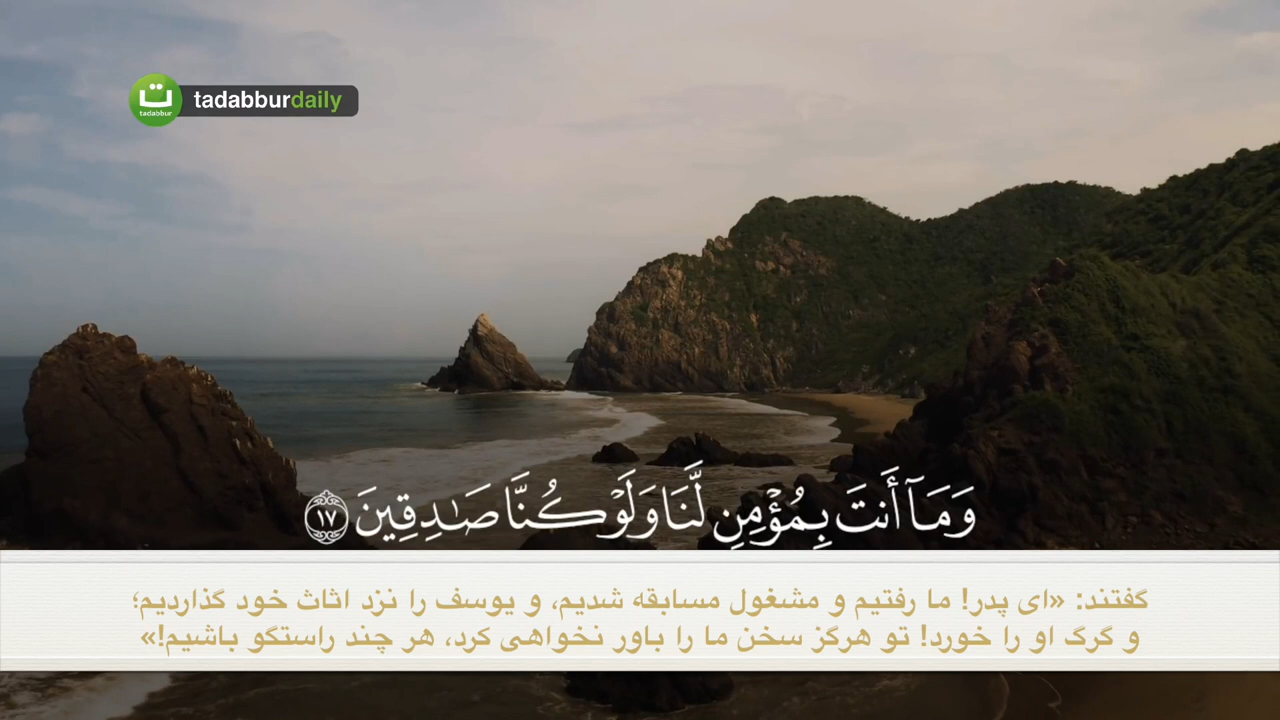 ت
tadabbur
tadabburdaily
وَمَآ أَنتَ بِمُؤۡمِنٖ لَّنَا وَلَوۡ كُنَّا صَٰدِقِينَ ١٧
گفتند: «ای پدر! ما رفتیم و مشغول مسابقه شدیم، و یوسف را نزد اثاث خود گذاردیم؛
و گرگ او را خورد! تو هرگز سخن ما را باور نخواهی کرد، هر چند راستگو باشیم!»